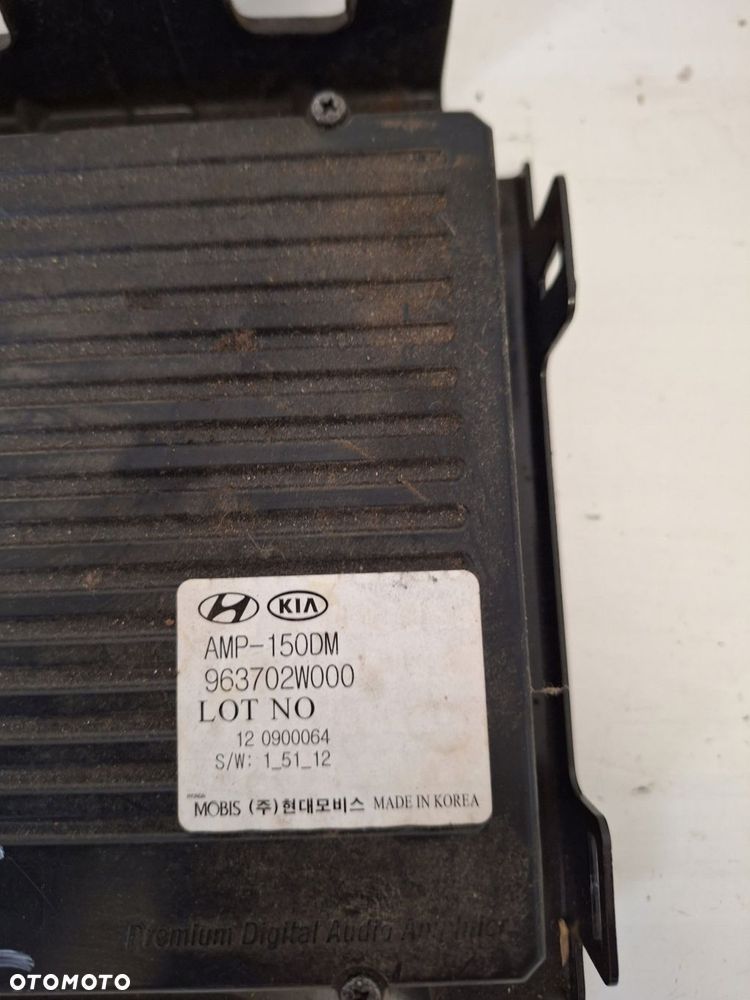 KIA
AMP-150DM
963702W000
LOT NO
12 0900064
S/W: 1_51_12
MOBIS (주)현대모비스 MADE IN KOREA
Premium Digital Audio Amplifier
OTOMOTO